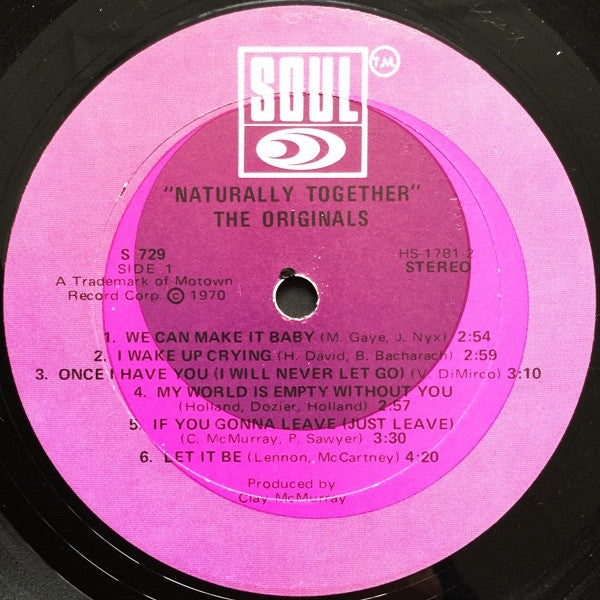 SOUL
T.M.
"NATURALLY TOGETHER"
THE ORIGINALS
S 729
SIDE 1
HS-1781-2
STEREO
A Trademark of Motown
Record Corp. © 1970
1. WE CAN MAKE IT BABY (M. Gaye, J. Nyx) 2:54
2. I WAKE UP CRYING (H. David, B. Bacharach) 2:59
3. ONCE I HAVE YOU (I WILL NEVER LET GO) (V. DiMirco) 3:10
4. MY WORLD IS EMPTY WITHOUT YOU
(Holland, Dozier, Holland) 2:57
5. IF YOU GONNA LEAVE (JUST LEAVE)
(C. McMurray, P. Sawyer) 3:30
6. LET IT BE (Lennon, McCartney) 4:20
Produced by
Clay McMurray